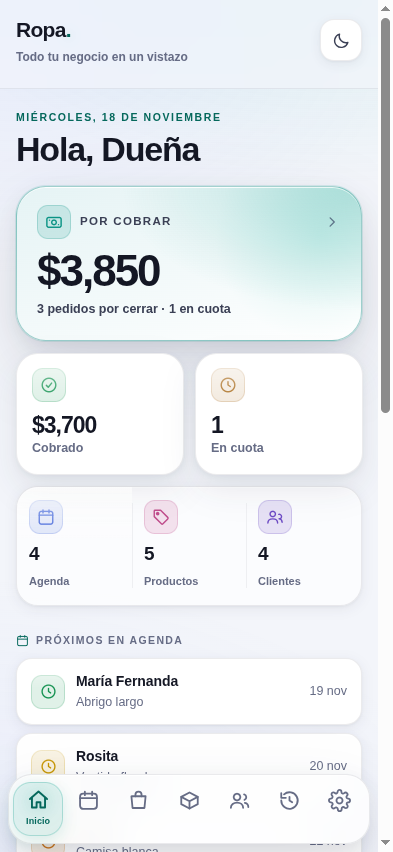 Ropa.
Todo tu negocio en un vistazo
MIÉRCOLES, 18 DE NOVIEMBRE
Hola, Dueña
POR COBRAR
$3,850
3 pedidos por cerrar · 1 en cuota
$3,700
Cobrado
1
En cuota
4
Agenda
5
Productos
4
Clientes
PRÓXIMOS EN AGENDA
María Fernanda
Abrigo largo
19 nov
Rosita
20 nov
Inicio
Camisa blanca